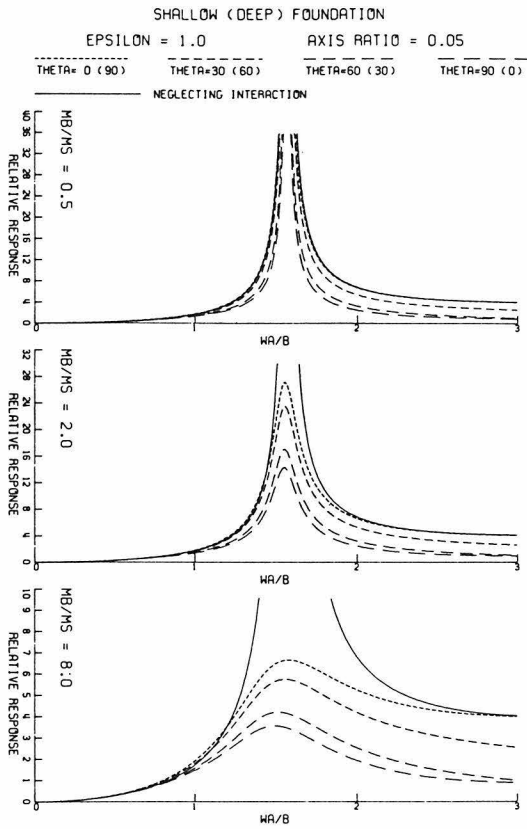 SHALLOW (DEEP) FOUNDATION
EPSILON = 1.0 AXIS RATIO = 0.05
THETA= 0 (90) THETA=30 (60) THETA=60 (30) THETA=90 (0)
NEGLECTING INTERACTION
MB/MS = 0.5
RELATIVE RESPONSE
40
36
28
24
20
16
12
8
4
0
0 1 2 3
WA/B
MB/MS = 2.0
RELATIVE RESPONSE
32
28
24
20
16
12
8
4
0
0 1 2 3
WA/B
MB/MS = 8.0
RELATIVE RESPONSE
10
9
8
7
6
5
4
3
2
1
0
0 1 2 3
WA/B